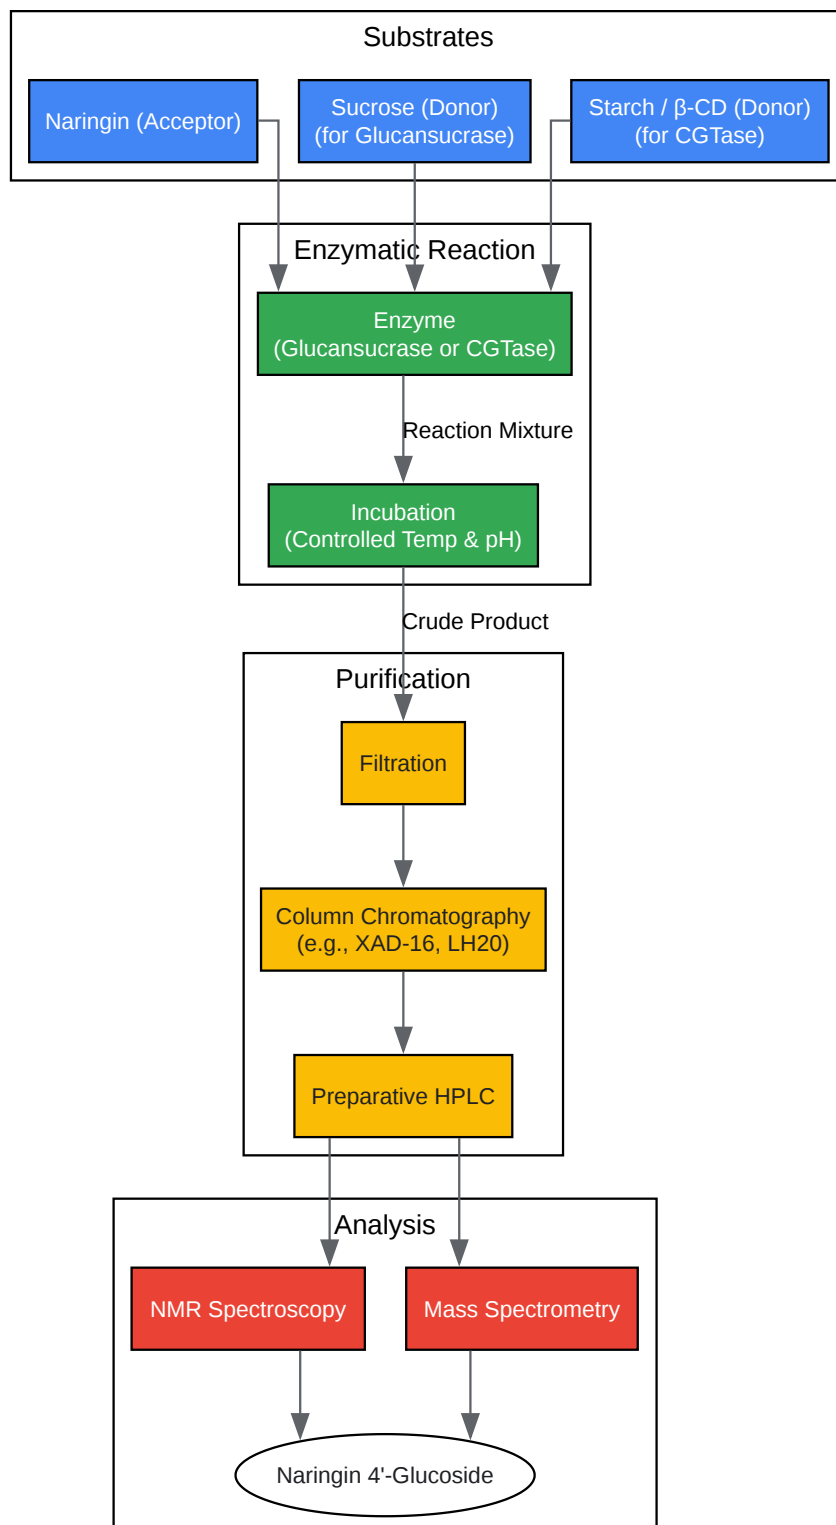 Substrates
Naringin (Acceptor)
Sucrose (Donor)
(for Glucansucrase)
Starch / β-CD (Donor)
(for CGTase)
Enzymatic Reaction
Enzyme
(Glucansucrase or CGTase)
Reaction Mixture
Incubation
(Controlled Temp & pH)
Crude Product
Purification
Filtration
Column Chromatography
(e.g., XAD-16, LH20)
Preparative HPLC
Analysis
NMR Spectroscopy
Mass Spectrometry
Naringin 4'-Glucoside